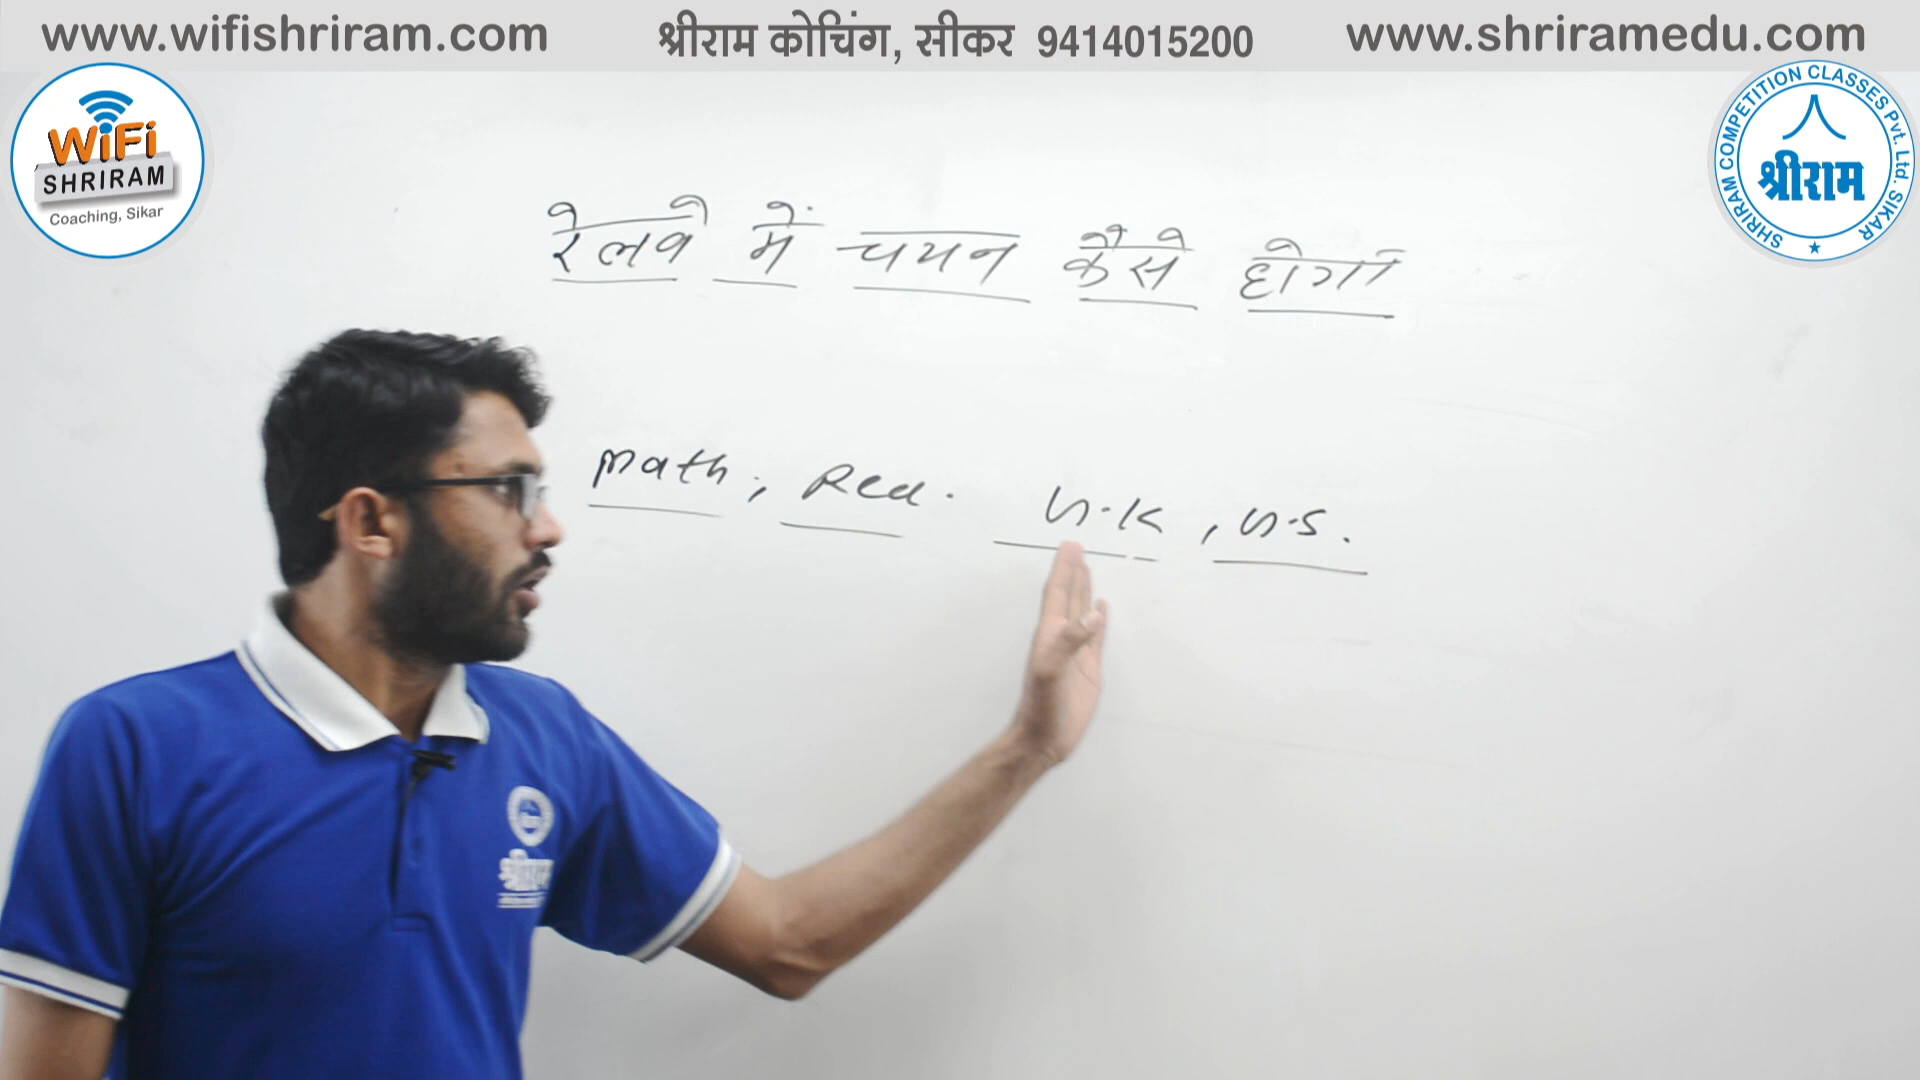 www.wifishriram.com श्रीराम कोचिंग, सीकर 9414015200 www.shriramedu.com
WiFi
SHRIRAM
Coaching, Sikar
SHRIRAM COMPETITION CLASSES Pvt. Ltd. SIKAR
श्रीराम
रेलवे में चयन कैसे होगा
math, Rea. G.K, G.S.
श्रीराम